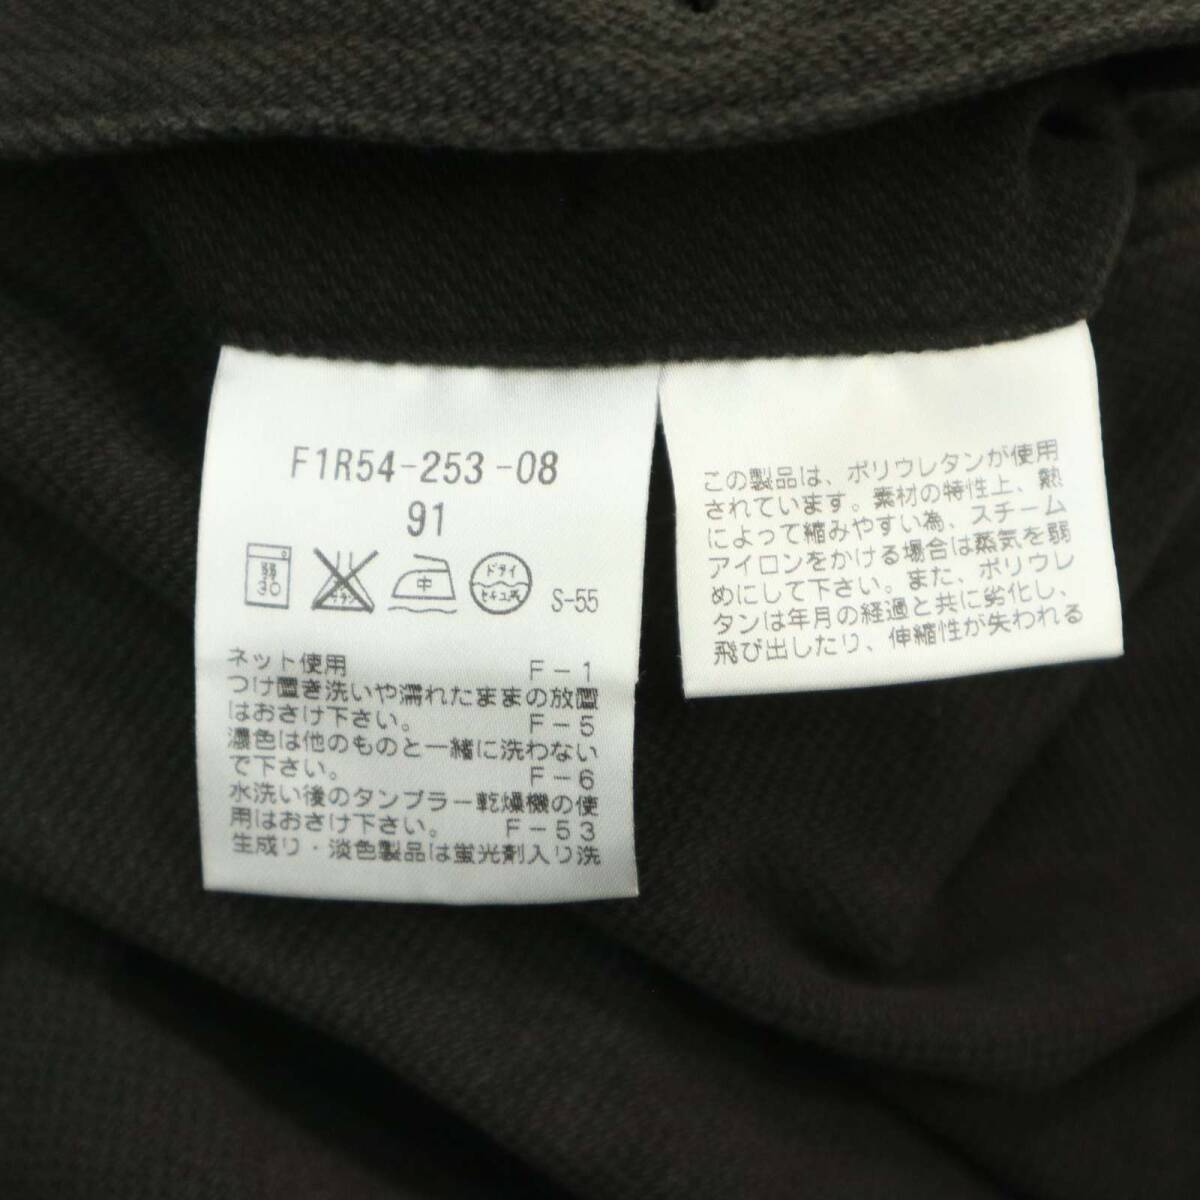 F1R54-253-08
91
弱
30
中
ドライ
セキユ系
S-55
ネット使用 F-1
つけ置き洗いや濡れたままの放置
はおさけ下さい。 F-5
濃色は他のものと一緒に洗わない
で下さい。 F-6
水洗い後のタンブラー乾燥機の使
用はおさけ下さい。 F-53
生成り・淡色製品は蛍光剤入り洗
この製品は、ポリウレタンが使用
されています。素材の特性上、熱
によって縮みやすい為、スチーム
アイロンをかける場合は蒸気を弱
めにして下さい。また、ポリウレ
タンは年月の経過と共に劣化し、
飛び出したり、伸縮性が失われる